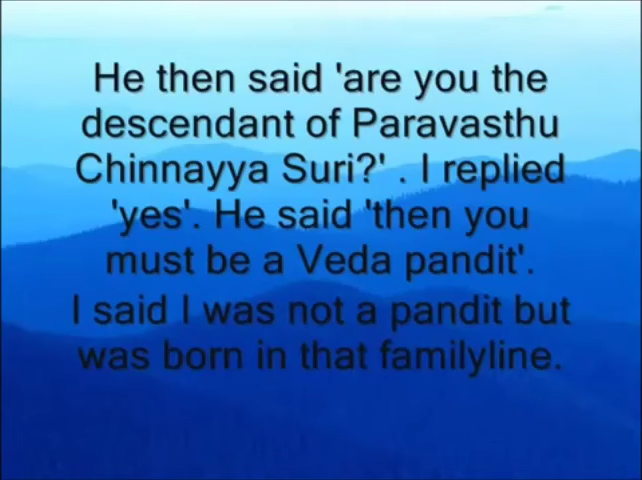 He then said 'are you the
descendant of Paravasthu
Chinnayya Suri?' . I replied
'yes'. He said 'then you
must be a Veda pandit'.
I said I was not a pandit but
was born in that familyline.